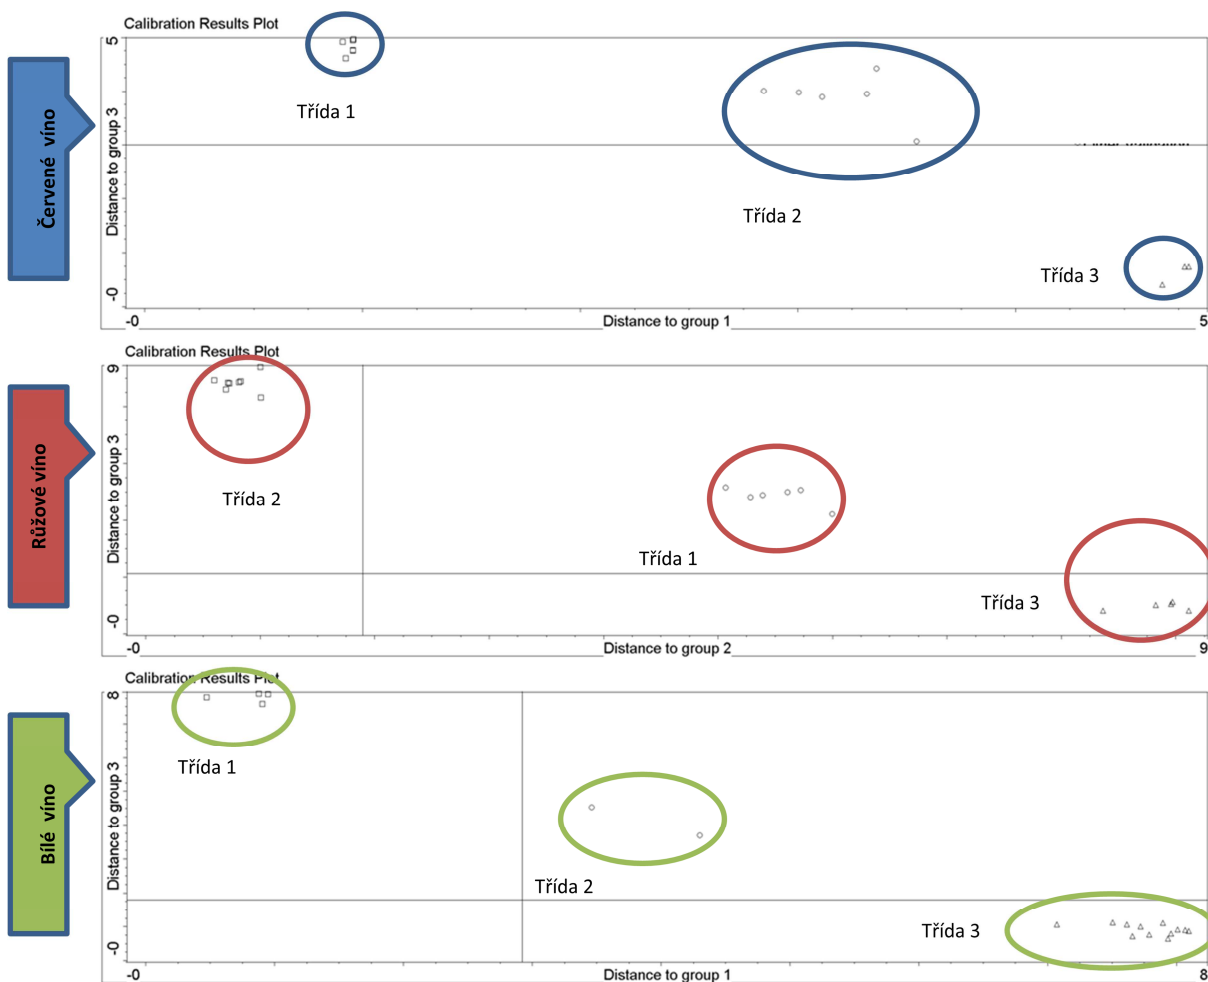 Calibration Results Plot
Červené víno
Distance to group 3
5
-0
Třída 1
Třída 2
Třída 3
-0
Distance to group 1
5
Calibration Results Plot
Růžové víno
Distance to group 3
9
-0
Třída 2
Třída 1
Třída 3
-0
Distance to group 2
9
Calibration Results Plot
Bílé víno
Distance to group 3
8
-0
Třída 1
Třída 2
Třída 3
-0
Distance to group 1
8